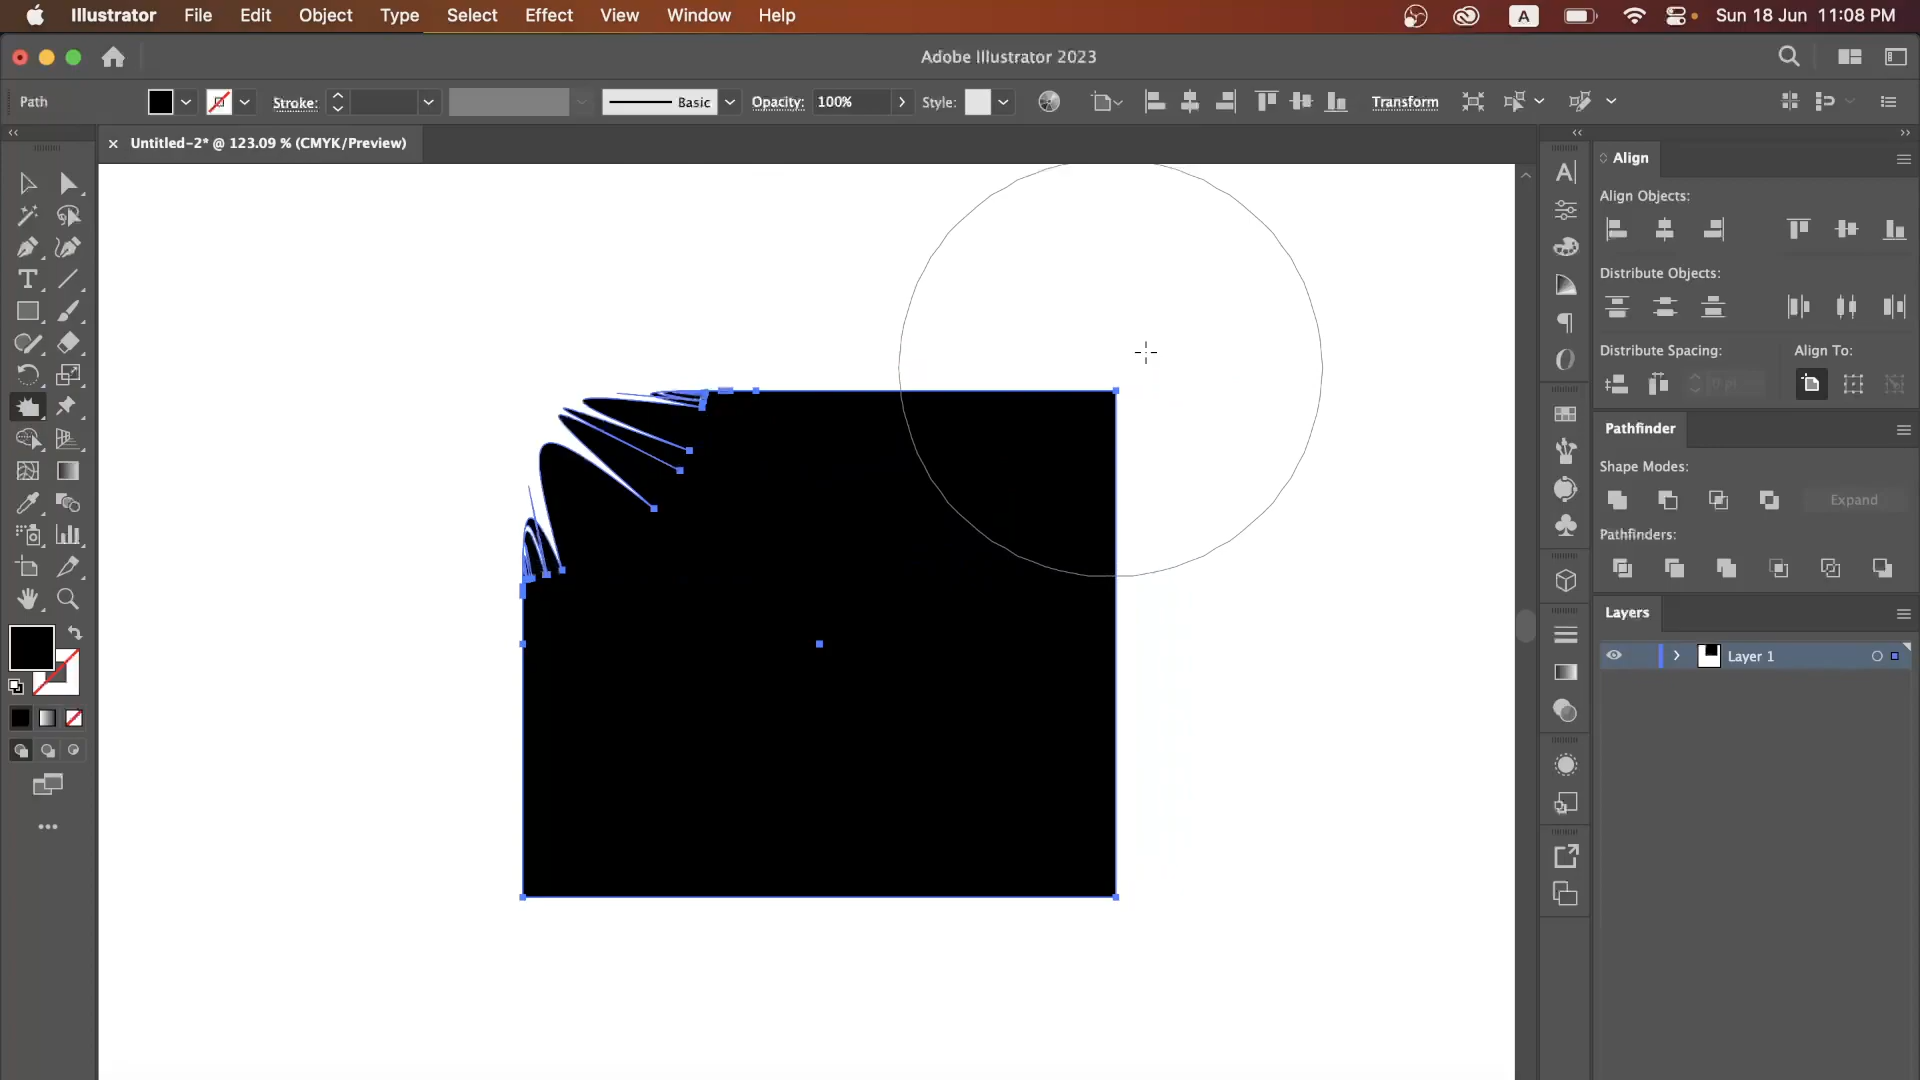 Illustrator File Edit Object Type Select Effect View Window Help A Sun 18 Jun 11:08 PM
Adobe Illustrator 2023
Path Stroke: Basic Opacity: 100% Style: Transform
Untitled-2* @ 123.09 % (CMYK/Preview)
Align
Align Objects:
Distribute Objects:
Distribute Spacing: Align To:
0 pt
Pathfinder
Shape Modes:
Expand
Pathfinders:
Layers
Layer 1